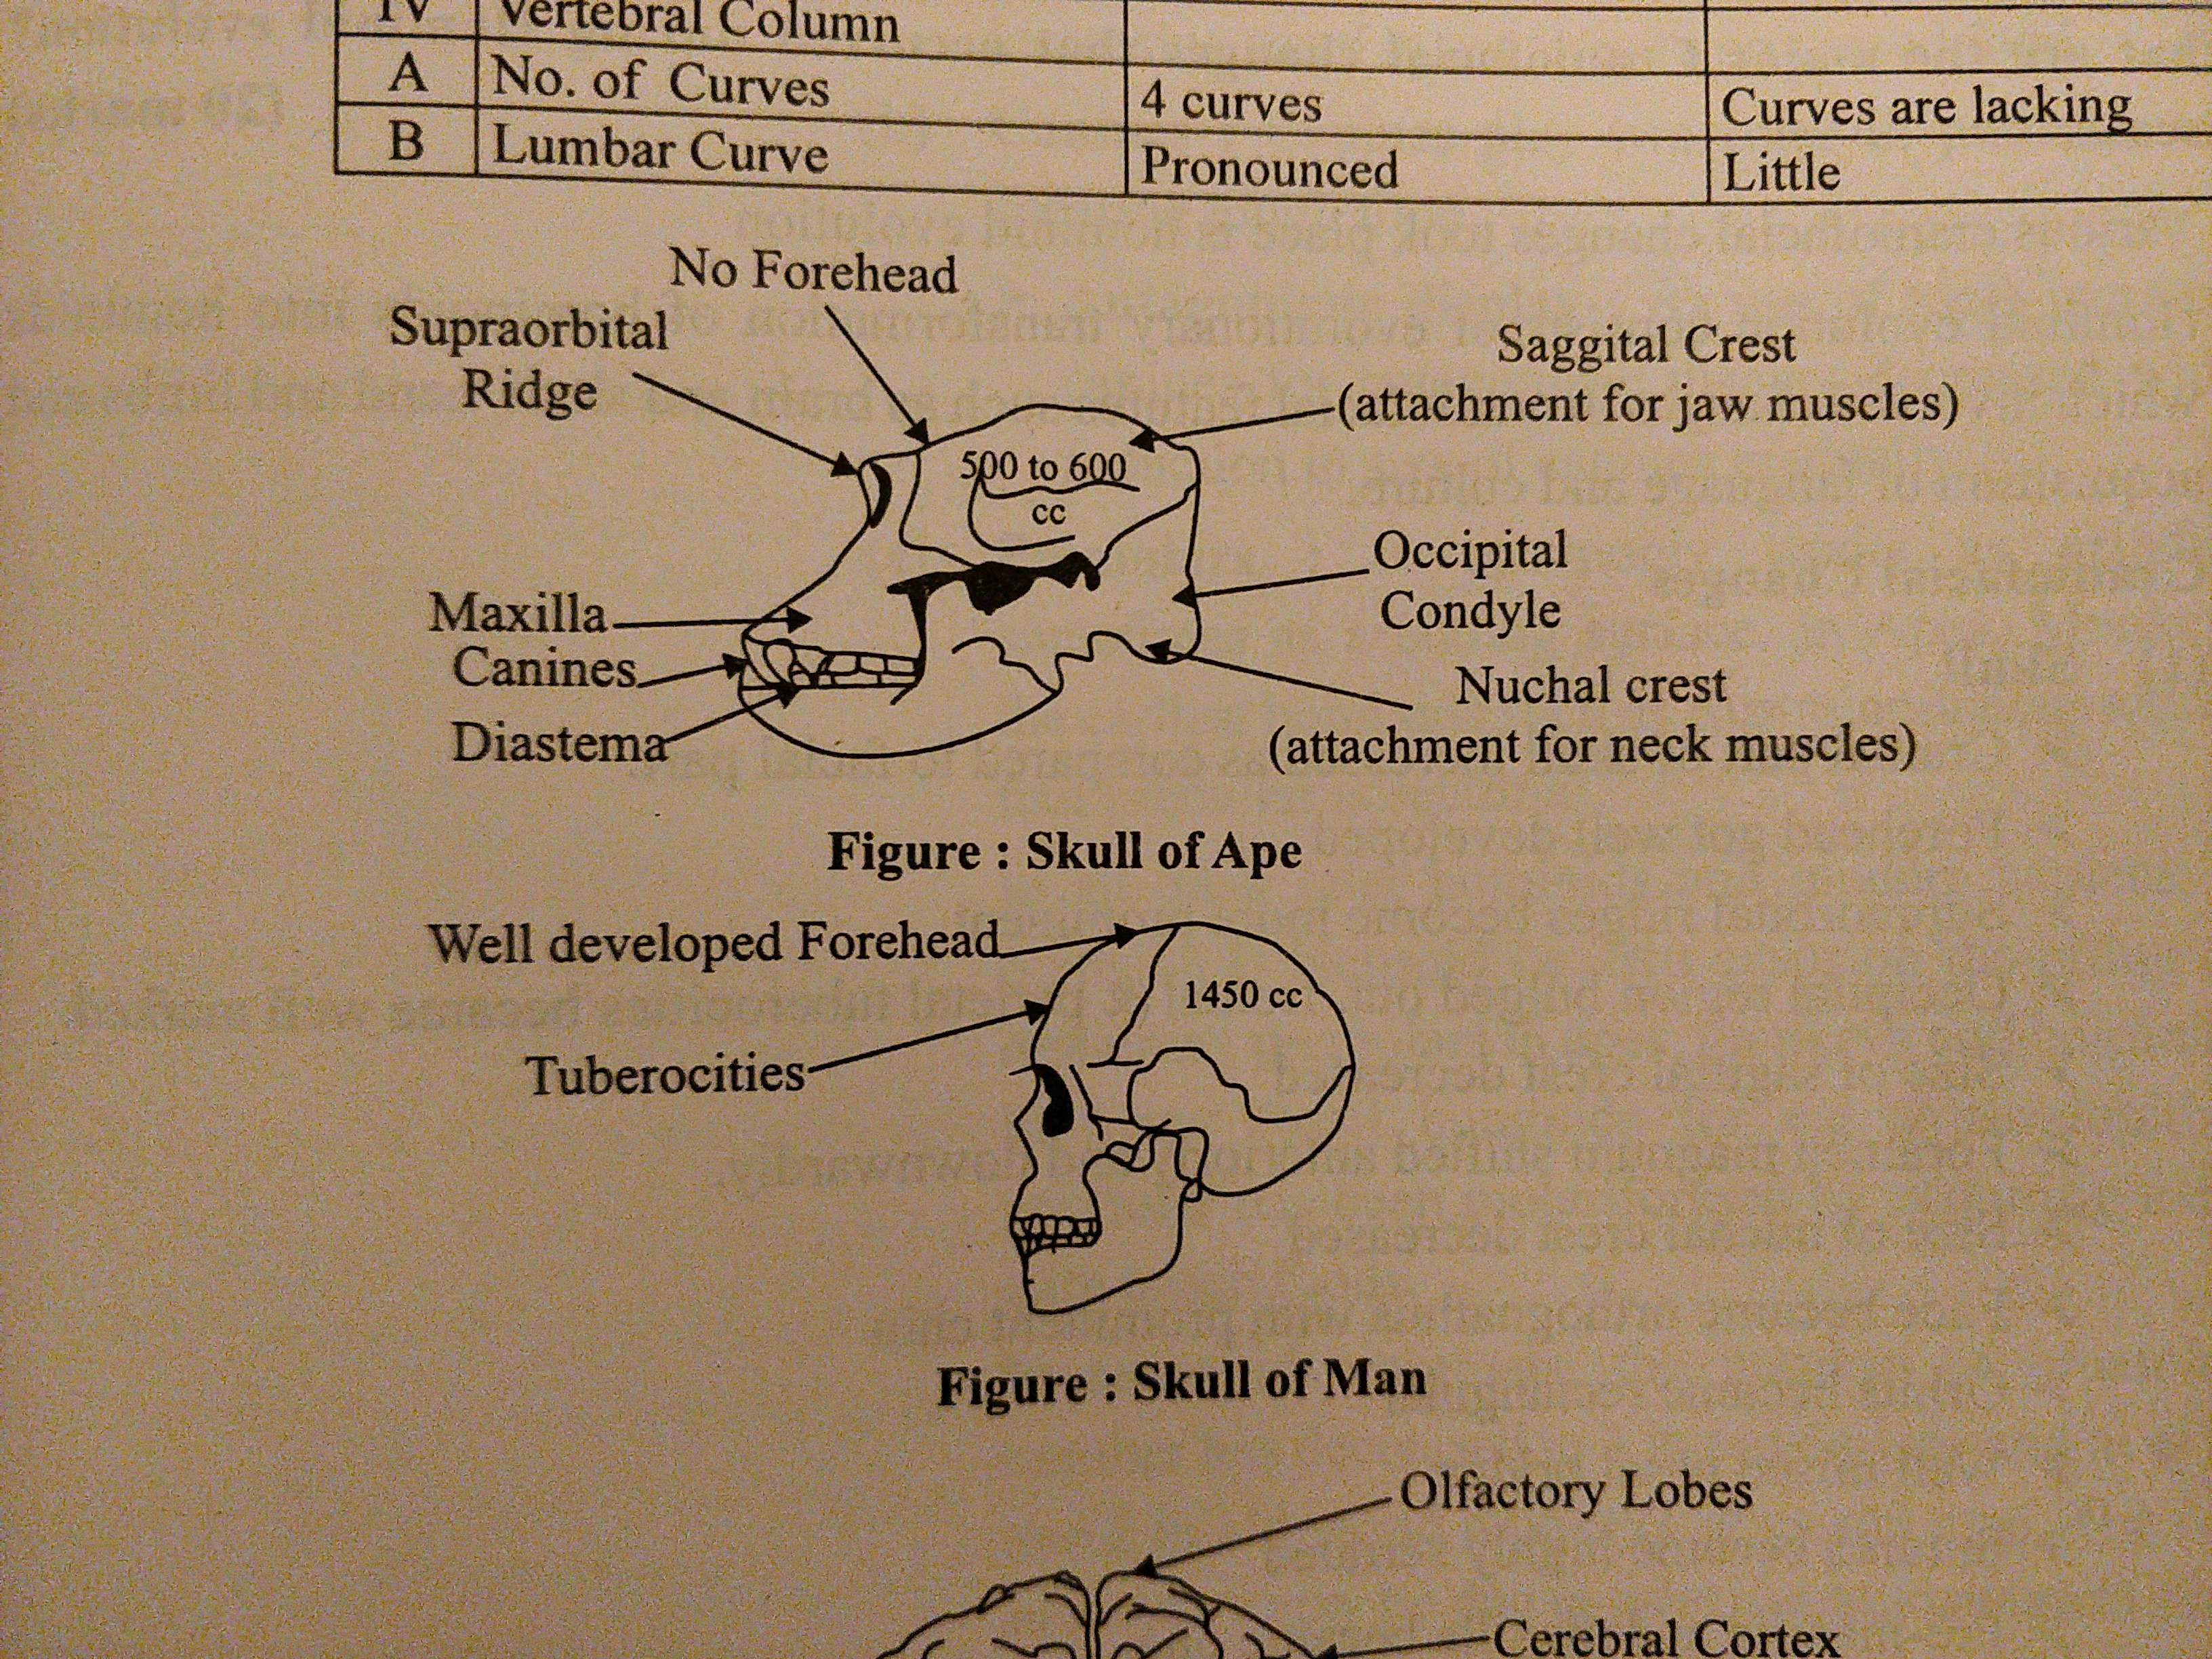 IV Vertebral Column
A No. of Curves 4 curves Curves are lacking
B Lumbar Curve Pronounced Little
No Forehead
Supraorbital
Ridge
Saggital Crest
(attachment for jaw muscles)
500 to 600
cc
Occipital
Condyle
Maxilla
Canines
Diastema
Nuchal crest
(attachment for neck muscles)
Figure : Skull of Ape
Well developed Forehead
1450 cc
Tuberocities
Figure : Skull of Man
Olfactory Lobes
Cerebral Cortex